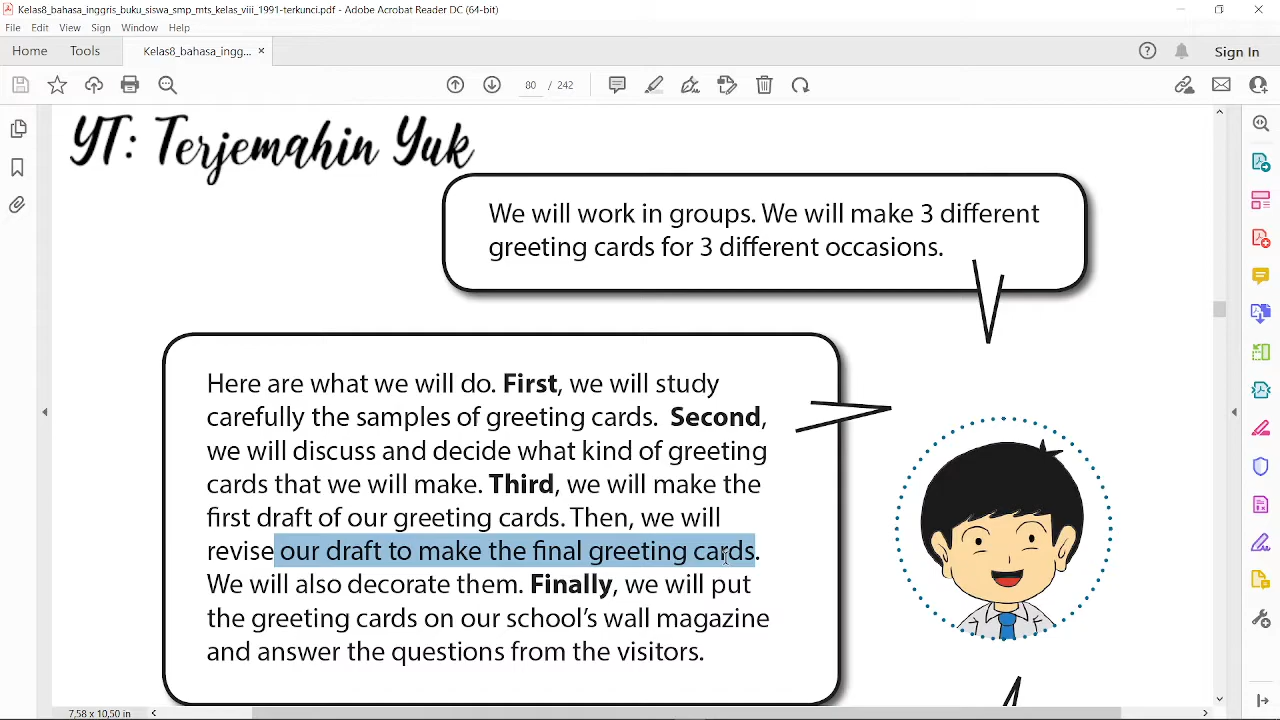 Kelas8_bahasa_inggris_buku_siswa_smp_mts_kelas_viii_1991-terkunci.pdf - Adobe Acrobat Reader DC (64-bit)
File Edit View Sign Window Help
Home Tools Kelas8_bahasa_ingg... × Sign In
80 / 242
YT: Terjemahin Yuk
We will work in groups. We will make 3 different
greeting cards for 3 different occasions.
Here are what we will do. First, we will study
carefully the samples of greeting cards. Second,
we will discuss and decide what kind of greeting
cards that we will make. Third, we will make the
first draft of our greeting cards. Then, we will
revise our draft to make the final greeting cards.
We will also decorate them. Finally, we will put
the greeting cards on our school’s wall magazine
and answer the questions from the visitors.
7,58 x 10,50 in